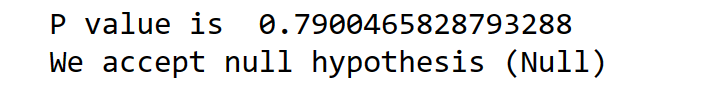 P value is  0.7900465828793288
We accept null hypothesis (Null)